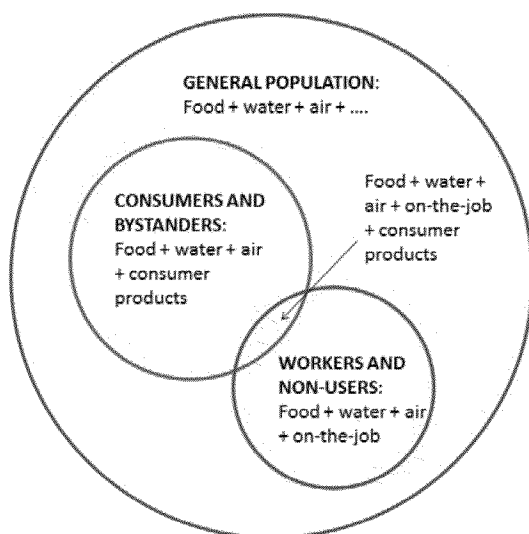 GENERAL POPULATION:
Food + water + air + ....
CONSUMERS AND
BYSTANDERS:
Food + water + air
+ consumer
products
Food + water +
air + on-the-job
+ consumer
products
WORKERS AND
NON-USERS:
Food + water + air
+ on-the-job